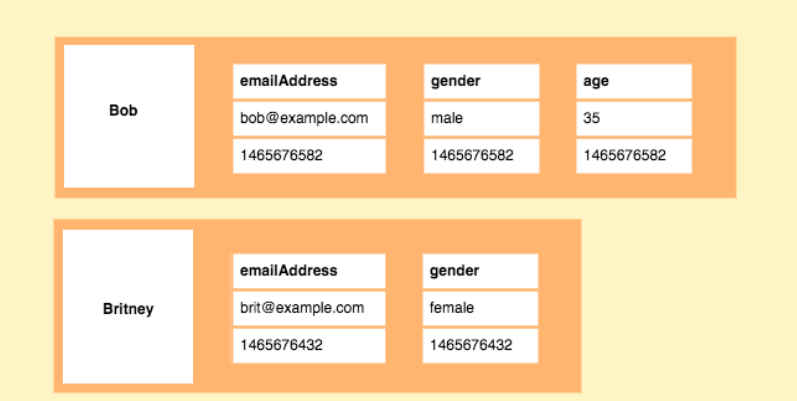 emailAddress gender age
Bob bob@example.com male 35
1465676582 1465676582 1465676582
emailAddress gender
Britney brit@example.com female
1465676432 1465676432